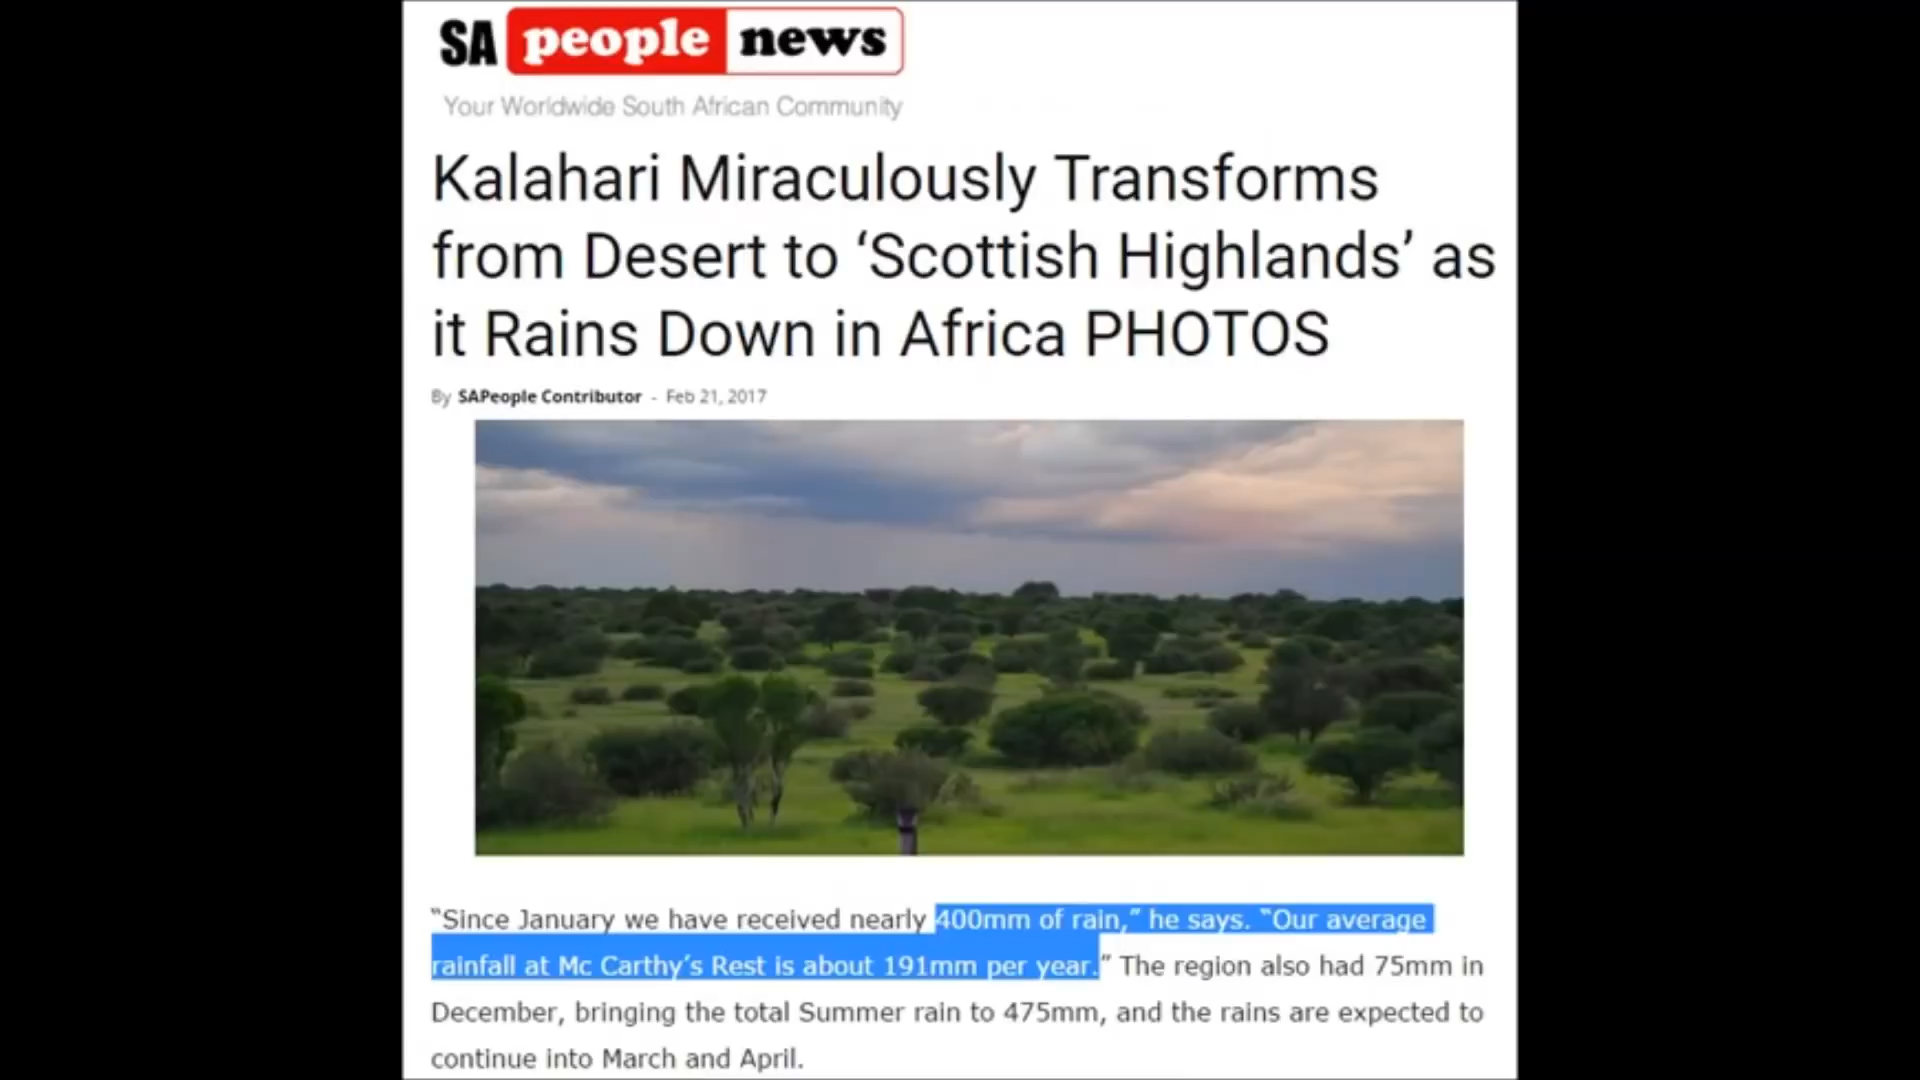 SA people news
Your Worldwide South African Community
Kalahari Miraculously Transforms
from Desert to ‘Scottish Highlands’ as
it Rains Down in Africa PHOTOS
By SAPeople Contributor - Feb 21, 2017
“Since January we have received nearly 400mm of rain,” he says. “Our average
rainfall at Mc Carthy’s Rest is about 191mm per year.” The region also had 75mm in
December, bringing the total Summer rain to 475mm, and the rains are expected to
continue into March and April.